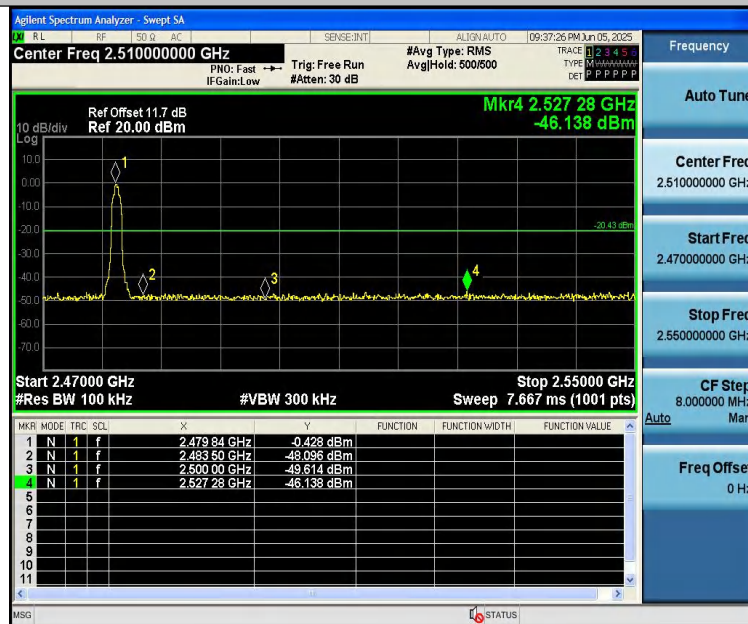 Agilent Spectrum Analyzer - Swept SA
LXI RL RF 50 Ω AC SENSE:INT ALIGNAUTO 09:37:26 PM Jun 05, 2025
Center Freq 2.510000000 GHz
PNO: Fast
IFGain:Low
Trig: Free Run
#Atten: 30 dB
#Avg Type: RMS
Avg|Hold: 500/500
TRACE 1 2 3 4 5 6
TYPE M
DET P P P P P P
Ref Offset 11.7 dB
10 dB/div Ref 20.00 dBm
Log
Mkr4 2.527 28 GHz
-46.138 dBm
10.0
0.00
-10.0
-20.0
-30.0
-40.0
-50.0
-60.0
-70.0
1
2
3
4
-20.43 dBm
Start 2.47000 GHz Stop 2.55000 GHz
#Res BW 100 kHz #VBW 300 kHz Sweep 7.667 ms (1001 pts)
MKR MODE TRC SCL X Y FUNCTION FUNCTION WIDTH FUNCTION VALUE
1 N 1 f 2.479 84 GHz -0.428 dBm
2 N 1 f 2.483 50 GHz -48.096 dBm
3 N 1 f 2.500 00 GHz -49.614 dBm
4 N 1 f 2.527 28 GHz -46.138 dBm
5
6
7
8
9
10
11
MSG STATUS
Frequency
Auto Tune
Center Freq
2.510000000 GHz
Start Freq
2.470000000 GHz
Stop Freq
2.550000000 GHz
CF Step
8.000000 MHz
Auto Man
Freq Offset
0 Hz